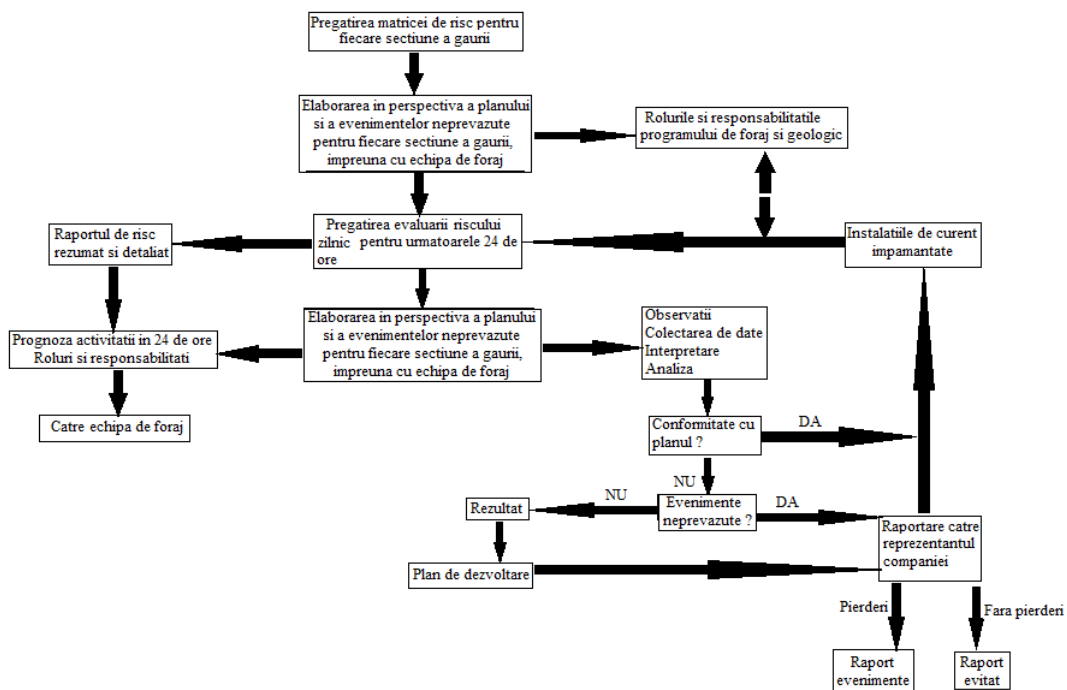 Pregatirea matricei de risc pentru
fiecare sectiune a gaurii
Elaborarea in perspectiva a planului
si a evenimentelor neprevazute
pentru fiecare sectiune a gaurii,
impreuna cu echipa de foraj
Rolurile si responsabilitatile
programului de foraj si geologic
Raportul de risc
rezumat si detaliat
Pregatirea evaluarii riscului
zilnic pentru urmatoarele 24 de
ore
Instalatiile de curent
impamantate
Prognoza activitatii in 24 de ore
Roluri si responsabilitati
Elaborarea in perspectiva a planului
si a evenimentelor neprevazute
pentru fiecare sectiune a gaurii,
impreuna cu echipa de foraj
Observatii
Colectarea de date
Interpretare
Analiza
Catre echipa de foraj
Conformitate cu
planul ?
DA
NU
Rezultat
NU
Evenimente
neprevazute ?
DA
Raportare catre
reprezentantul
companiei
Plan de dezvoltare
Pierderi
Fara pierderi
Raport
evenimente
Raport
evitat